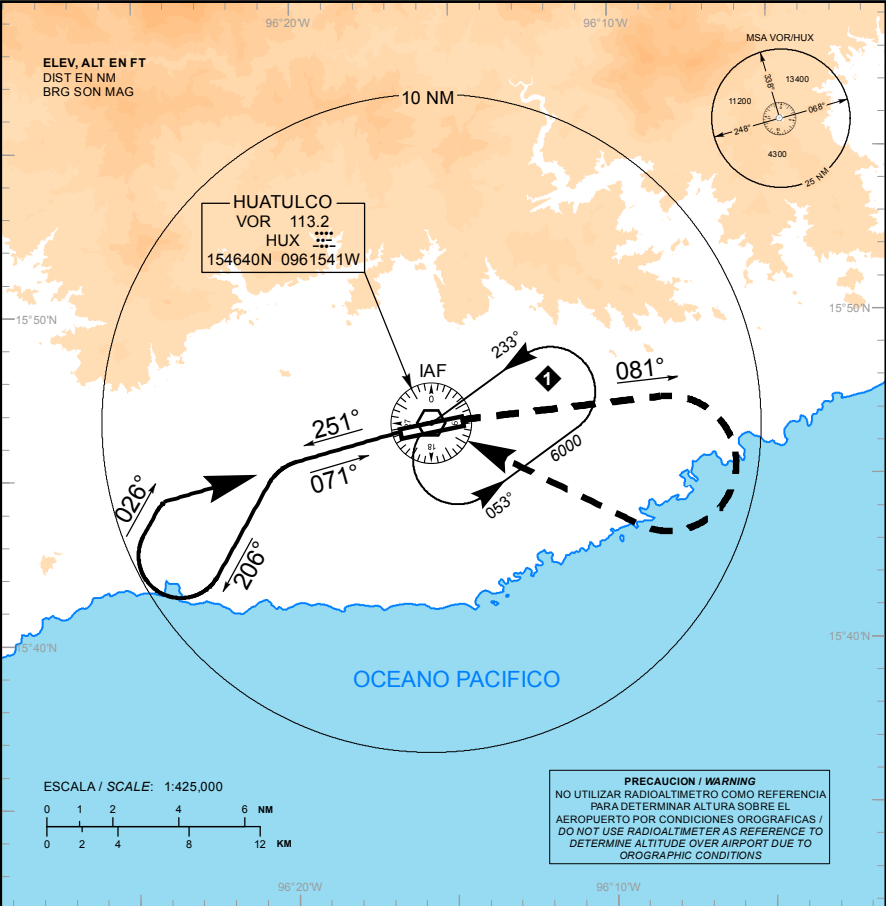 96°20'W
96°10'W
ELEV, ALT EN FT
DIST EN NM
BRG SON MAG
MSA VOR/HUX
338°
13400
11200
068°
248°
4300
25 NM
10 NM
HUATULCO
VOR 113.2
HUX
154640N 0961541W
15°50'N
15°50'N
IAF
233°
1
081°
251°
071°
6000
053°
026°
206°
0
18
15°40'N
15°40'N
OCEANO PACIFICO
ESCALA / SCALE: 1:425,000
0 1 2 4 6 NM
0 2 4 8 12 KM
PRECAUCION / WARNING
NO UTILIZAR RADIOALTIMETRO COMO REFERENCIA
PARA DETERMINAR ALTURA SOBRE EL
AEROPUERTO POR CONDICIONES OROGRAFICAS /
DO NOT USE RADIOALTIMETER AS REFERENCE TO
DETERMINE ALTITUDE OVER AIRPORT DUE TO
OROGRAPHIC CONDITIONS
96°20'W
96°10'W